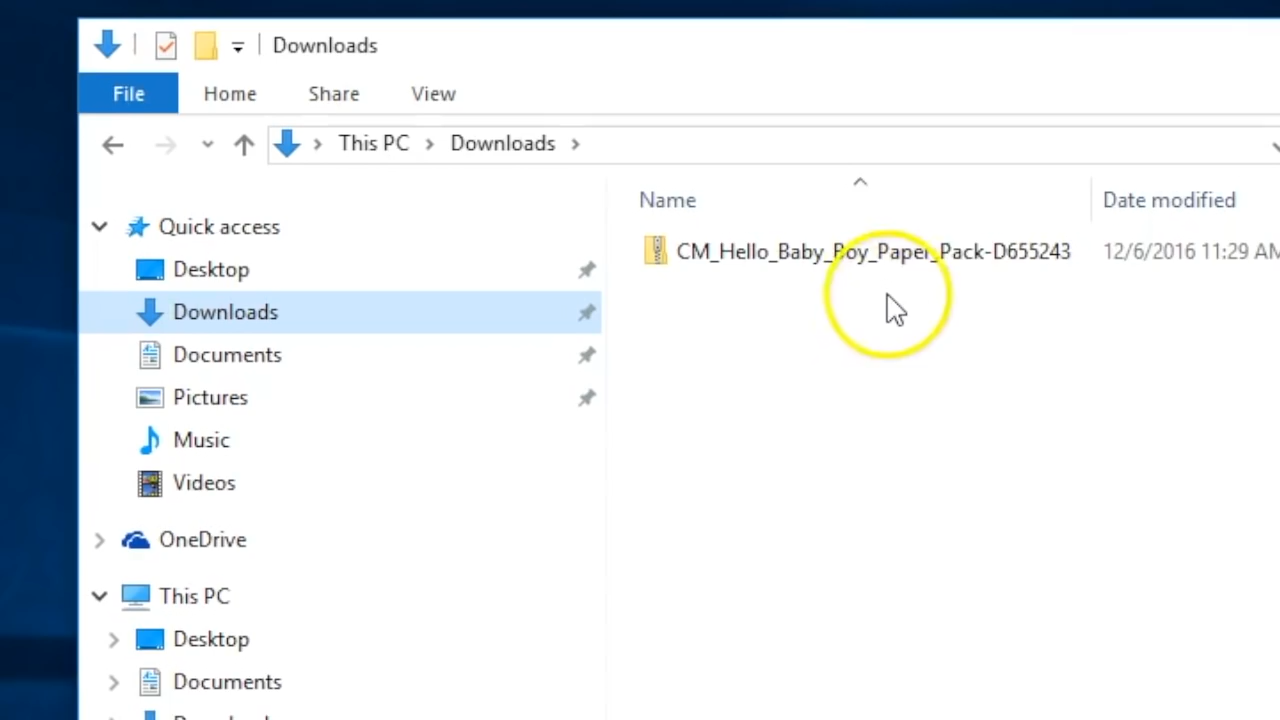 Downloads
File Home Share View
This PC Downloads
Name Date modified
Quick access
CM_Hello_Baby_Boy_Paper_Pack-D655243 12/6/2016 11:29 AM
Desktop
Downloads
Documents
Pictures
Music
Videos
OneDrive
This PC
Desktop
Documents